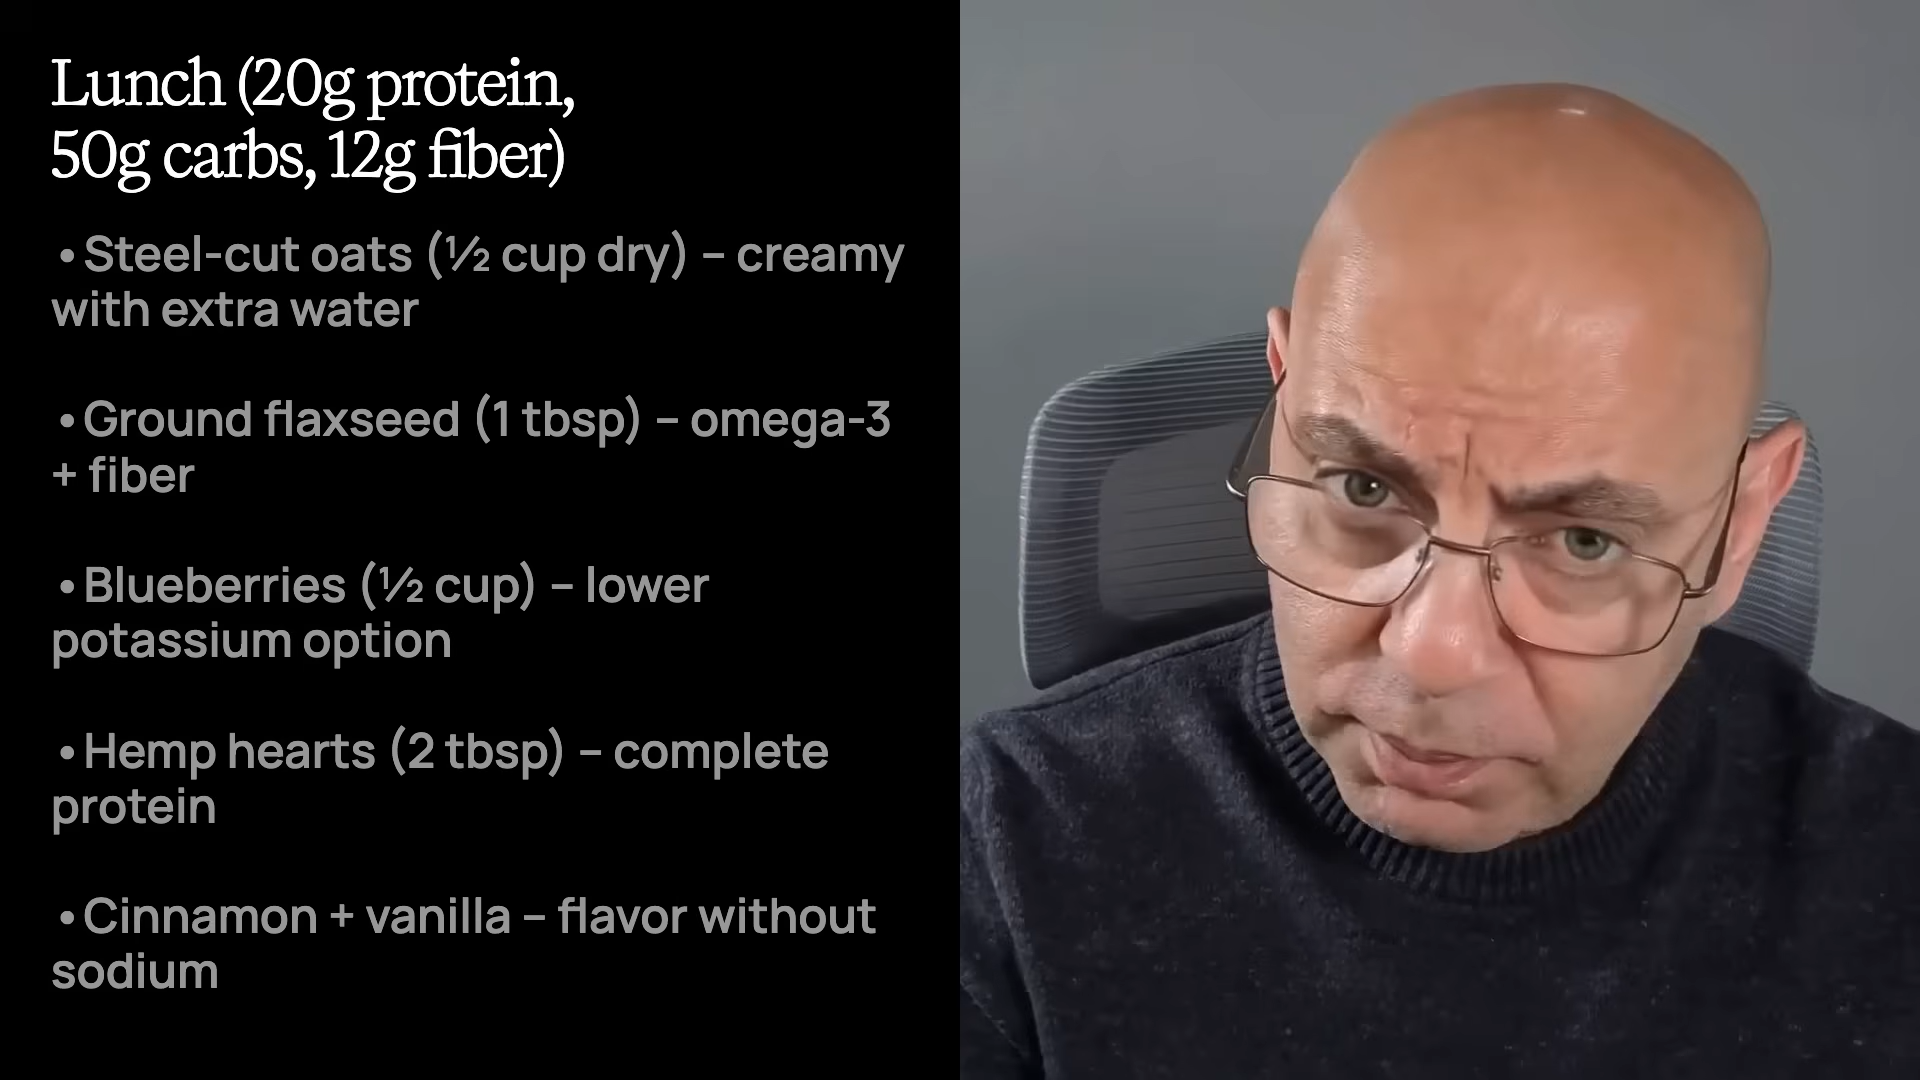 Lunch (20g protein,
50g carbs, 12g fiber)
•Steel-cut oats (½ cup dry) – creamy
with extra water
•Ground flaxseed (1 tbsp) – omega-3
+ fiber
•Blueberries (½ cup) – lower
potassium option
•Hemp hearts (2 tbsp) – complete
protein
•Cinnamon + vanilla – flavor without
sodium